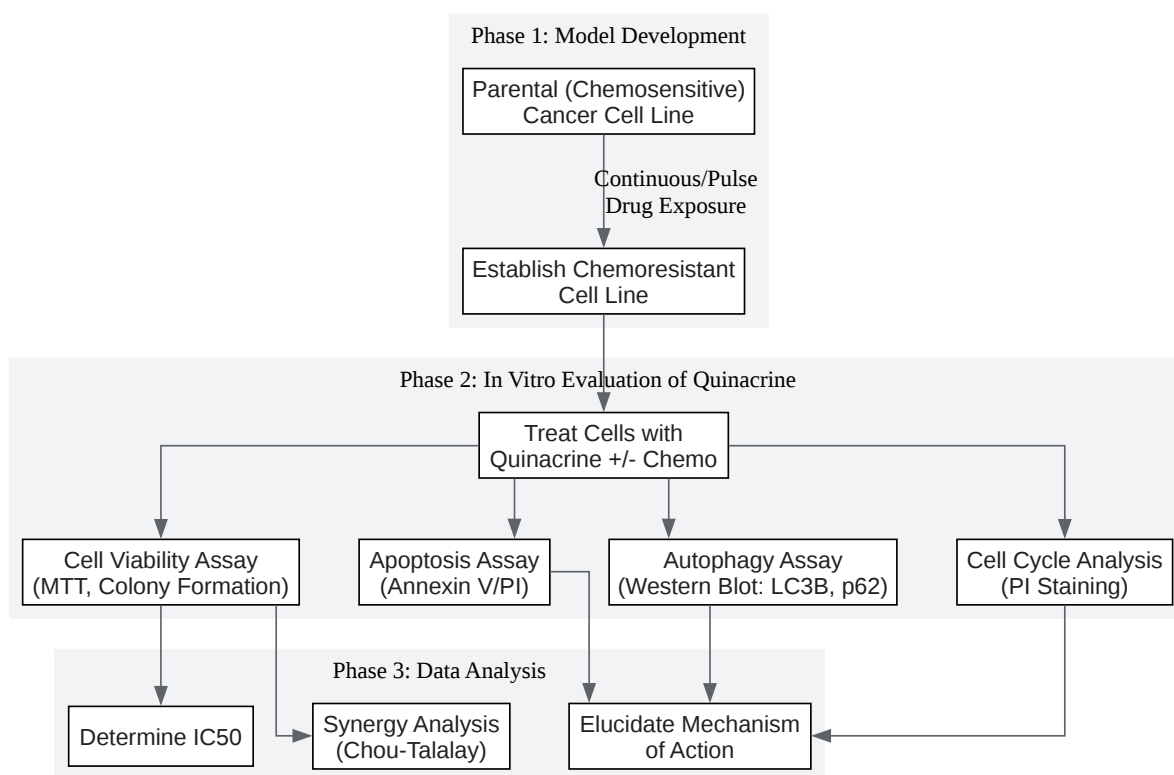 Phase 1: Model Development
Parental (Chemosensitive)
Cancer Cell Line
Continuous/Pulse
Drug Exposure
Establish Chemoresistant
Cell Line
Phase 2: In Vitro Evaluation of Quinacrine
Treat Cells with
Quinacrine +/- Chemo
Cell Viability Assay
(MTT, Colony Formation)
Apoptosis Assay
(Annexin V/PI)
Autophagy Assay
(Western Blot: LC3B, p62)
Cell Cycle Analysis
(PI Staining)
Phase 3: Data Analysis
Determine IC50
Synergy Analysis
(Chou-Talalay)
Elucidate Mechanism
of Action